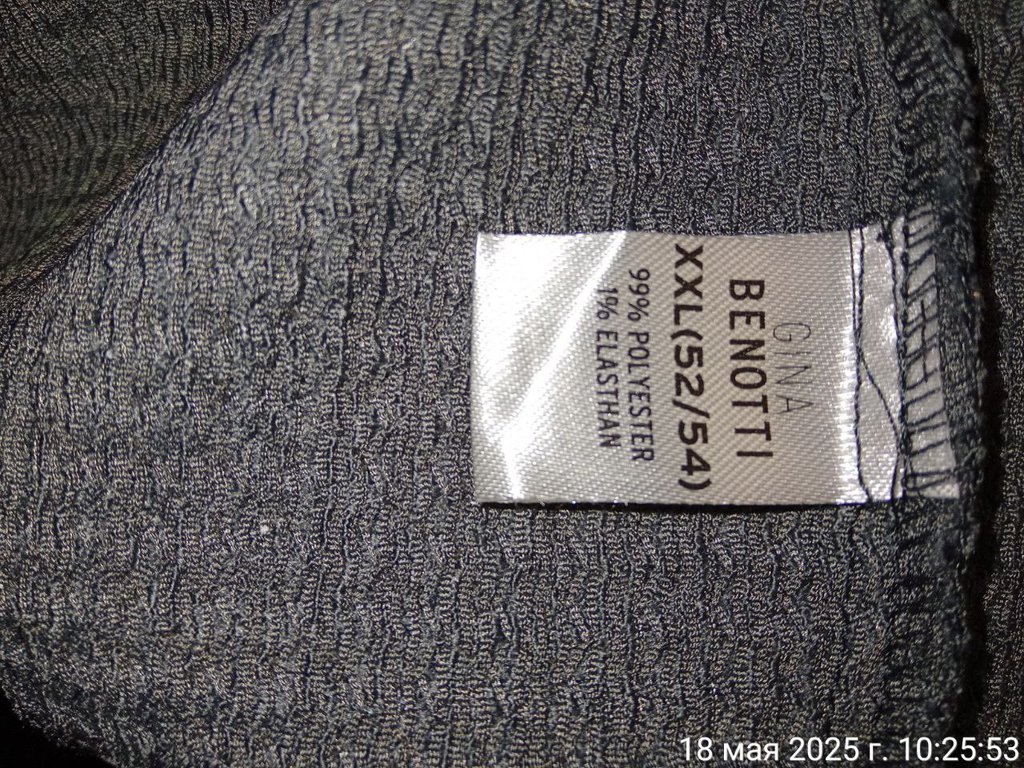 GINA
BENOTTI
XXL(52/54)
99% POLYESTER
1% ELASTHAN
18 мая 2025 г. 10:25:53